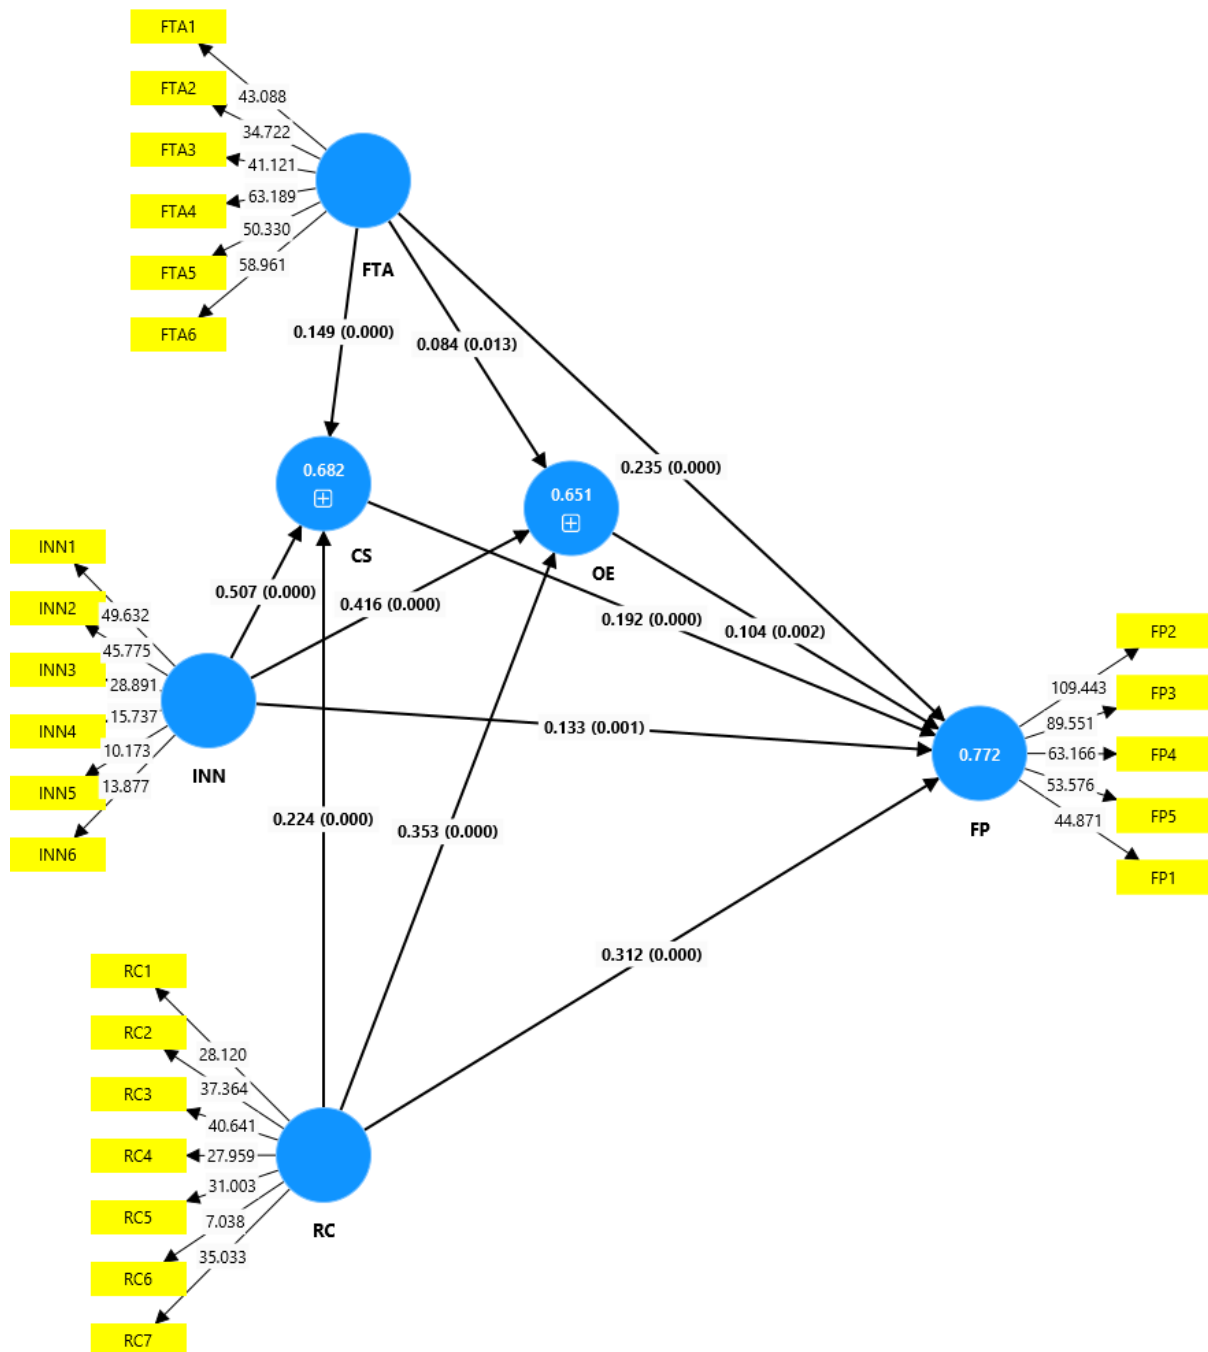 FTA1
FTA2
FTA3
FTA4
FTA5
FTA6
43.088
34.722
41.121
63.189
50.330
58.961
FTA
0.149 (0.000)
0.084 (0.013)
0.235 (0.000)
0.682
CS
0.651
OE
INN1
INN2
INN3
INN4
INN5
INN6
49.632
45.775
28.891
15.737
10.173
13.877
INN
0.507 (0.000)
0.416 (0.000)
0.192 (0.000)
0.104 (0.002)
0.133 (0.001)
0.224 (0.000)
0.353 (0.000)
0.312 (0.000)
0.772
FP
109.443
89.551
63.166
53.576
44.871
FP2
FP3
FP4
FP5
FP1
RC1
RC2
RC3
RC4
RC5
RC6
RC7
28.120
37.364
40.641
27.959
31.003
7.038
35.033
RC